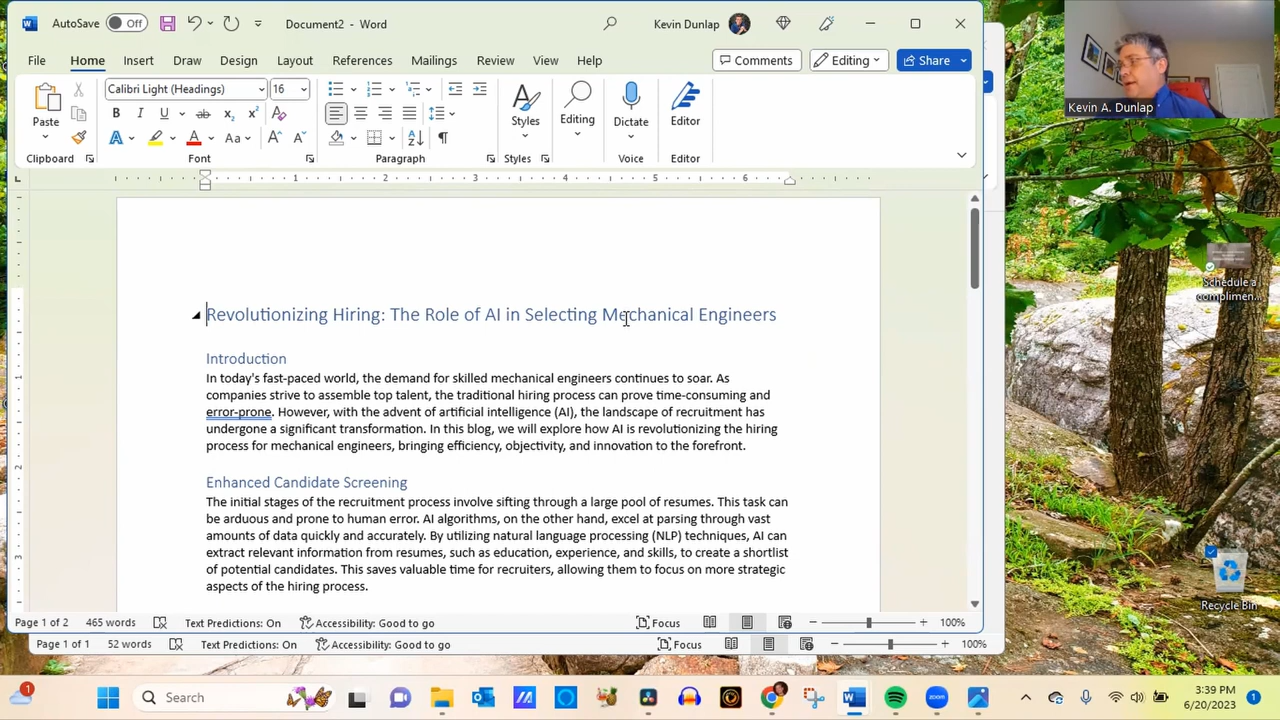 AutoSave Off Document2 - Word Kevin Dunlap
File Home Insert Draw Design Layout References Mailings Review View Help Comments Editing Share
Calibri Light (Headings) 16
Paste Styles Editing Dictate Editor
Clipboard Font Paragraph Styles Voice Editor
Kevin A. Dunlap
1 2 3 4 5 6
Revolutionizing Hiring: The Role of AI in Selecting Mechanical Engineers
Introduction
In today's fast-paced world, the demand for skilled mechanical engineers continues to soar. As
companies strive to assemble top talent, the traditional hiring process can prove time-consuming and
error-prone. However, with the advent of artificial intelligence (AI), the landscape of recruitment has
undergone a significant transformation. In this blog, we will explore how AI is revolutionizing the hiring
process for mechanical engineers, bringing efficiency, objectivity, and innovation to the forefront.
Enhanced Candidate Screening
The initial stages of the recruitment process involve sifting through a large pool of resumes. This task can
be arduous and prone to human error. AI algorithms, on the other hand, excel at parsing through vast
amounts of data quickly and accurately. By utilizing natural language processing (NLP) techniques, AI can
extract relevant information from resumes, such as education, experience, and skills, to create a shortlist
of potential candidates. This saves valuable time for recruiters, allowing them to focus on more strategic
aspects of the hiring process.
Page 1 of 2 465 words Text Predictions: On Accessibility: Good to go Focus 100%
Page 1 of 1 52 words Text Predictions: On Accessibility: Good to go Focus 100%
Schedule a
complimen...
Recycle Bin
1 Search 3:39 PM
6/20/2023 1